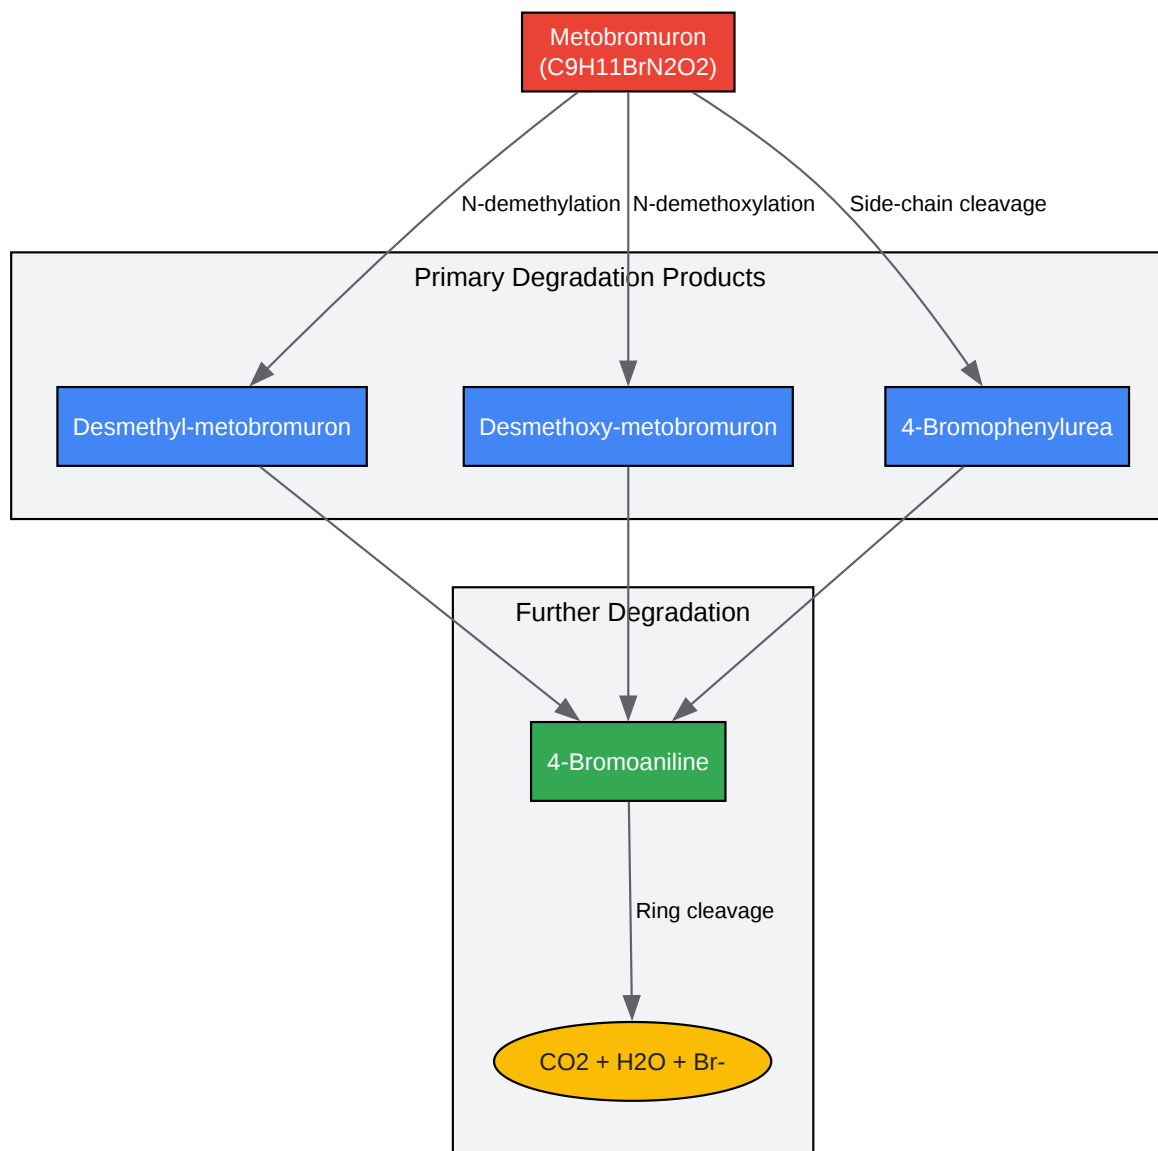 Metobromuron
(C9H11BrN2O2)
N-demethylation
N-demethoxylation
Side-chain cleavage
Primary Degradation Products
Desmethyl-metobromuron
Desmethoxy-metobromuron
4-Bromophenylurea
Further Degradation
4-Bromoaniline
Ring cleavage
CO2 + H2O + Br-